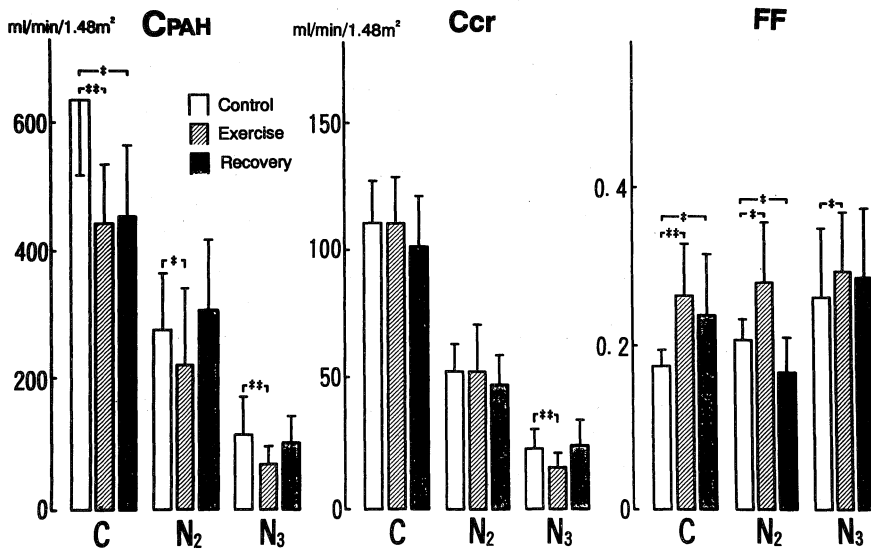 ml/min/1.48m²
CPAH
600
400
200
0
‡
‡‡
‡
‡‡
C
N₂
N₃
Control
Exercise
Recovery
ml/min/1.48m²
Ccr
150
100
50
0
‡‡
C
N₂
N₃
FF
0.4
0.2
0
‡
‡‡
‡
‡
‡
C
N₂
N₃